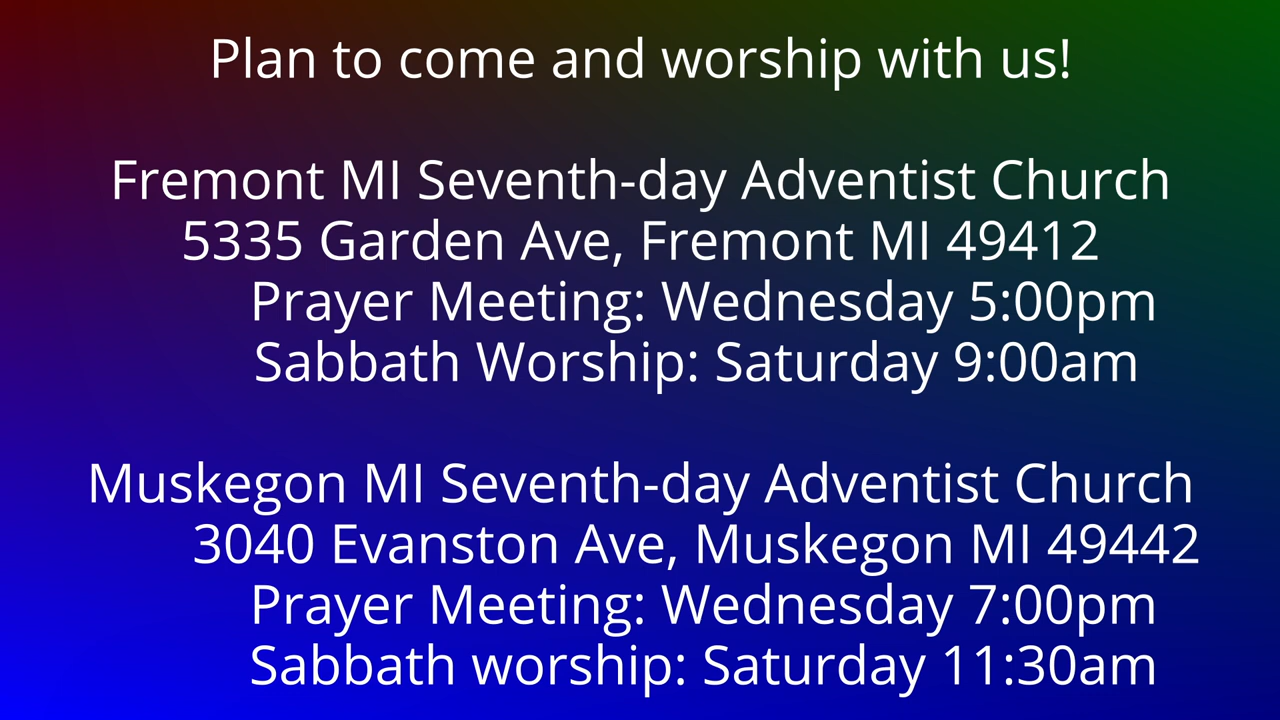 Plan to come and worship with us!
Fremont MI Seventh-day Adventist Church
5335 Garden Ave, Fremont MI 49412
Prayer Meeting: Wednesday 5:00pm
Sabbath Worship: Saturday 9:00am
Muskegon MI Seventh-day Adventist Church
3040 Evanston Ave, Muskegon MI 49442
Prayer Meeting: Wednesday 7:00pm
Sabbath worship: Saturday 11:30am